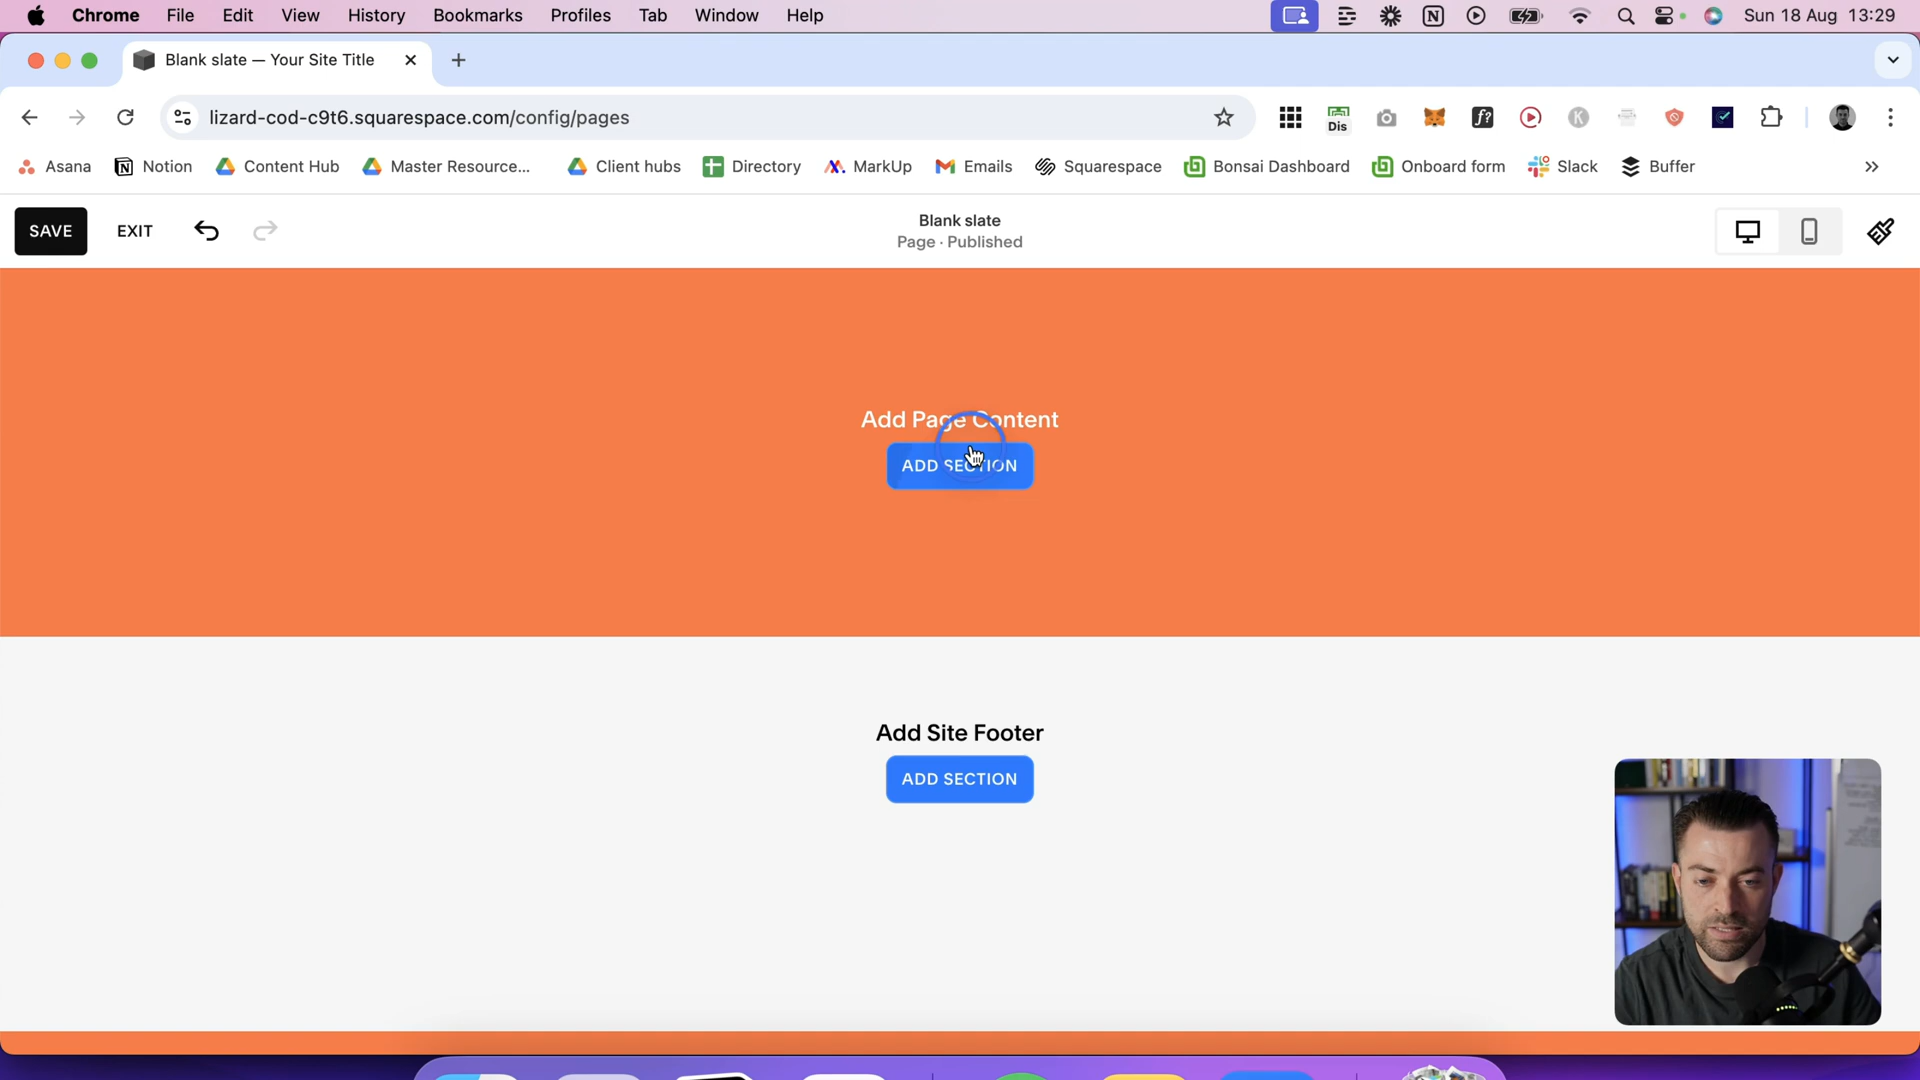 Chrome File Edit View History Bookmarks Profiles Tab Window Help Sun 18 Aug 13:29
Blank slate — Your Site Title
lizard-cod-c9t6.squarespace.com/config/pages
Dis
Asana Notion Content Hub Master Resource... Client hubs Directory MarkUp Emails Squarespace Bonsai Dashboard Onboard form Slack Buffer
SAVE EXIT
Blank slate
Page · Published
Add Page Content
ADD SECTION
Add Site Footer
ADD SECTION